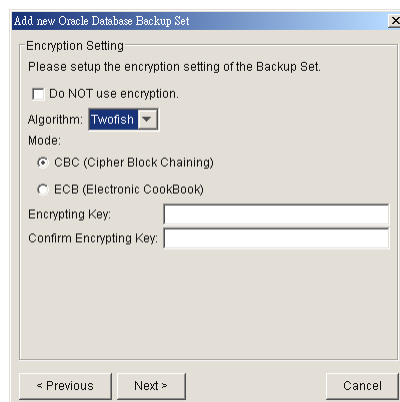 Add new Oracle Database Backup Set
Encryption Setting
Please setup the encryption setting of the Backup Set.
Do NOT use encryption.
Algorithm: Twofish
Mode:
CBC (Cipher Block Chaining)
ECB (Electronic CookBook)
Encrypting Key:
Confirm Encrypting Key:
< Previous Next > Cancel